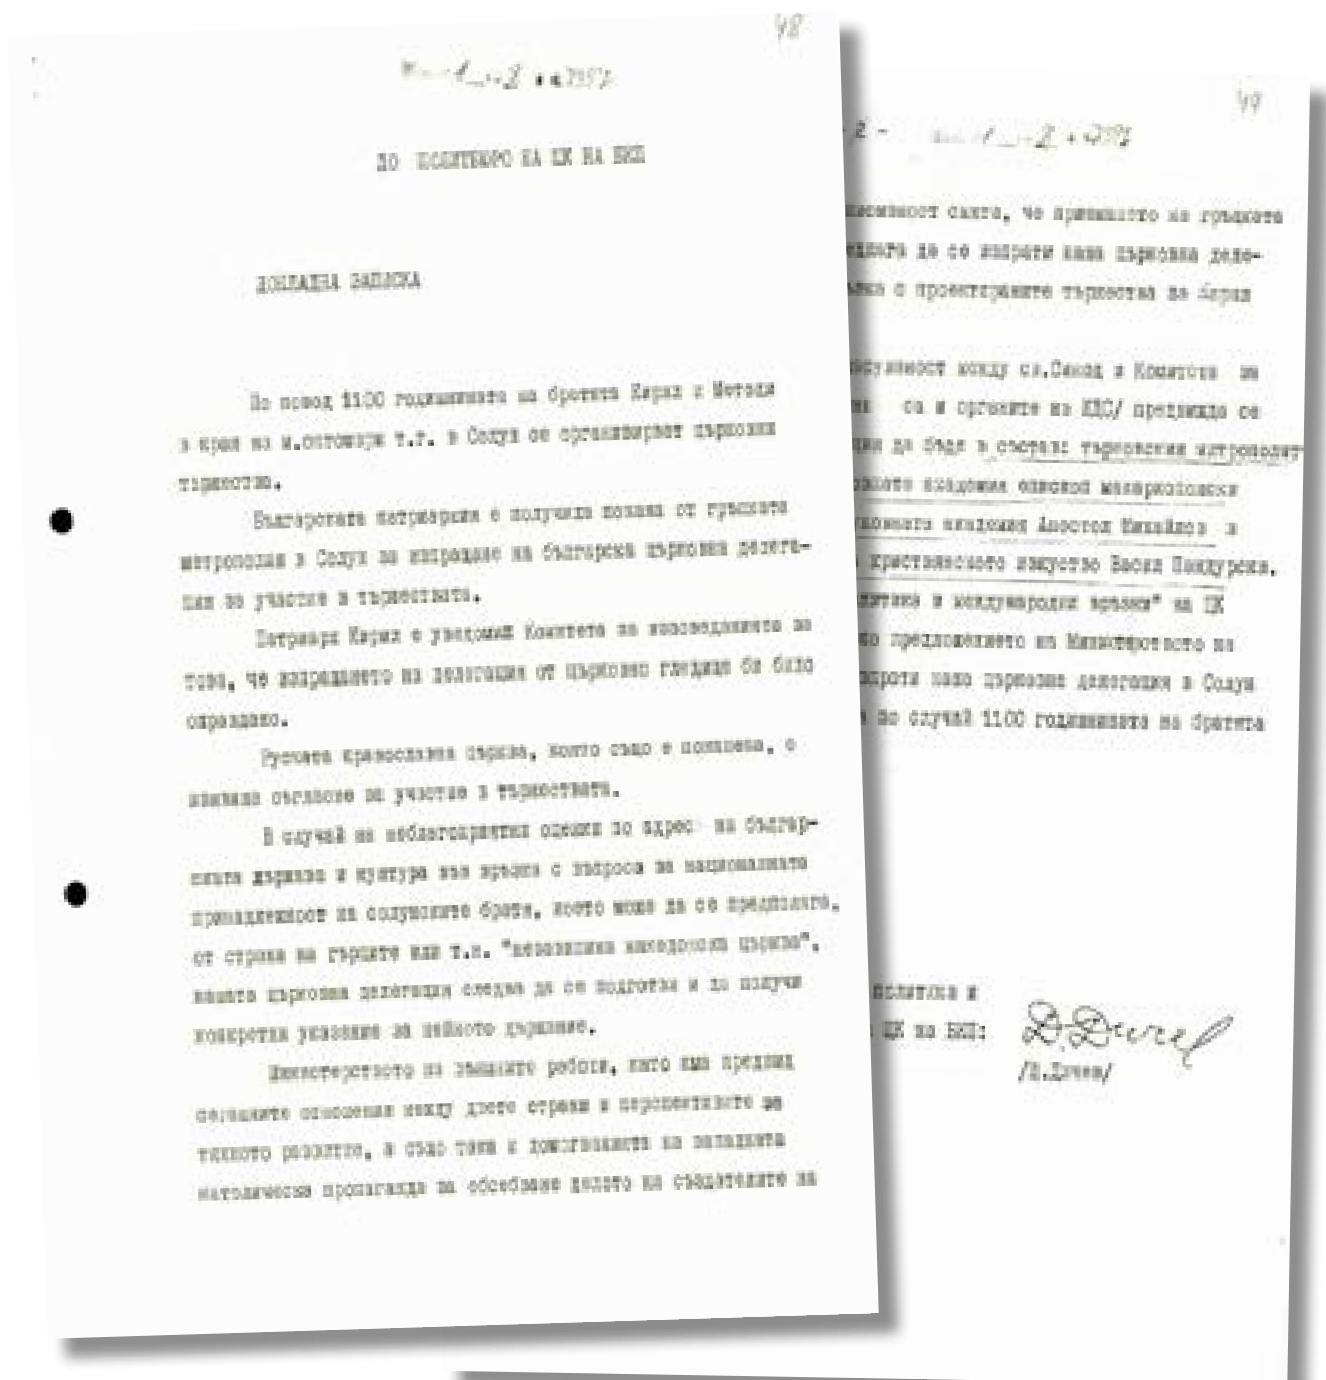 48
ДО ПОЛИТБЮРО НА ЦК НА БКП
ДОКЛАДНА ЗАПИСКА
По повод 1100 годишнината на братята Кирил и Методи
в края на м.октомври т.г. в Солун се организират църковни
тържества.
Българската патриаршия е получила покана от гръцката
митрополия в Солун за изпращане на българска църковна делега-
ция за участие в тържествата.
Патриарх Кирил е уведомил Комитета по изповеданията за
това, че изпращането на делегация от църковно гледище би било
оправдано.
Руската православна църква, която също е поканена, е
изявила съгласие за участие в тържествата.
В случай на неблагоприятни оценки по адрес на българ-
ската държава и култура във връзка с въпроса за националната
принадлежност на солунските братя, което може да се предполага,
от страна на гърците или т.н. "независима македонска църква",
нашата църковна делегация следва да се подготви и да получи
конкретни указания за нейното държание.
Министерството на външните работи, като има предвид
сегашните отношения между двете страни и перспективите за
тяхното развитие, а също така и домогванията на западната
католическа пропаганда за обсебване делото на създателите на
49
- 2 -
смята, че приемането на гръцката
да се изпрати наша църковна деле-
с проектираните тържества за Кирил
между св.Синод и Комитета за
са и органите на КДС/ предвижда се
да бъде в състав: търновския митрополит
академия епископ макариополски
академия Апостол Михайлов и
християнското изкуство Васил Пандурски.
и международни връзки" на ЦК
предложението на Министерството на
наша църковна делегация в Солун
по случай 1100 годишнината на братята
политика и
ЦК на БКП:
/Д.Дичев/